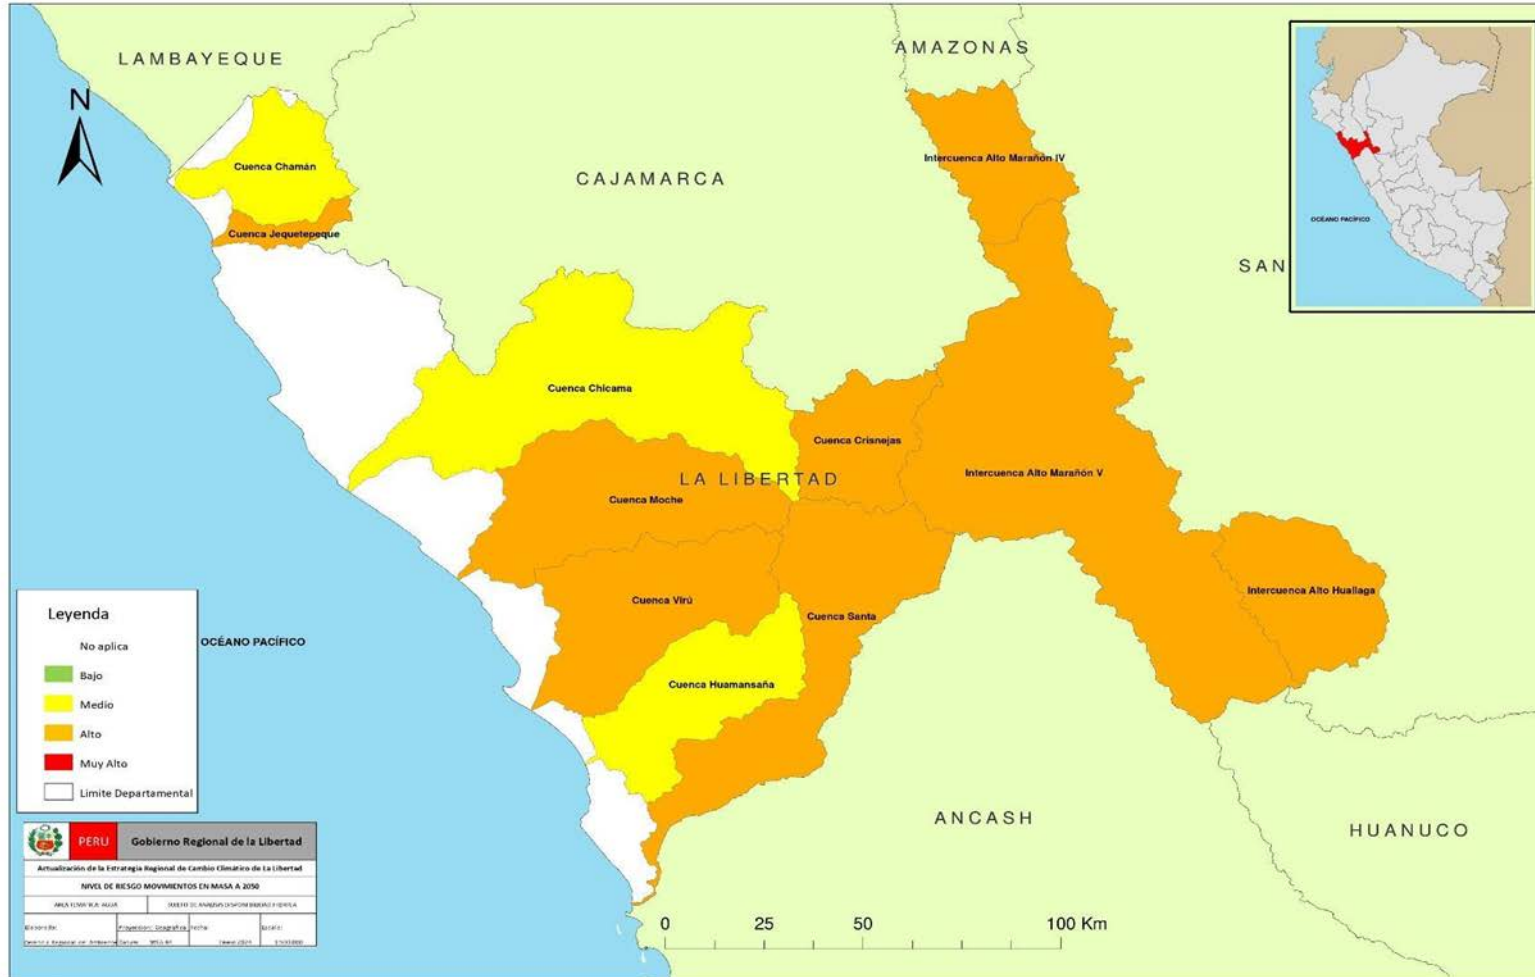 LAMBAYEQUE
AMAZONAS
N
Cuenca Chamán
Intercuenca Alto Marañón IV
CAJAMARCA
OCÉANO PACÍFICO
Cuenca Jequetepeque
SAN
Cuenca Chicama
Cuenca Crisnejas
Intercuenca Alto Marañón V
LA LIBERTAD
Cuenca Moche
Intercuenca Alto Huallaga
Cuenca Virú
Cuenca Santa
Leyenda
No aplica
Bajo
Medio
Alto
Muy Alto
Limite Departamental
OCÉANO PACÍFICO
Cuenca Huamansaña
ANCASH
HUANUCO
PERU
Gobierno Regional de la Libertad
Actualización de la Estrategia Regional de Cambio Climático de La Libertad
NIVEL DE RIESGO MOVIMIENTOS EN MASA A 2050
0 25 50 100 Km